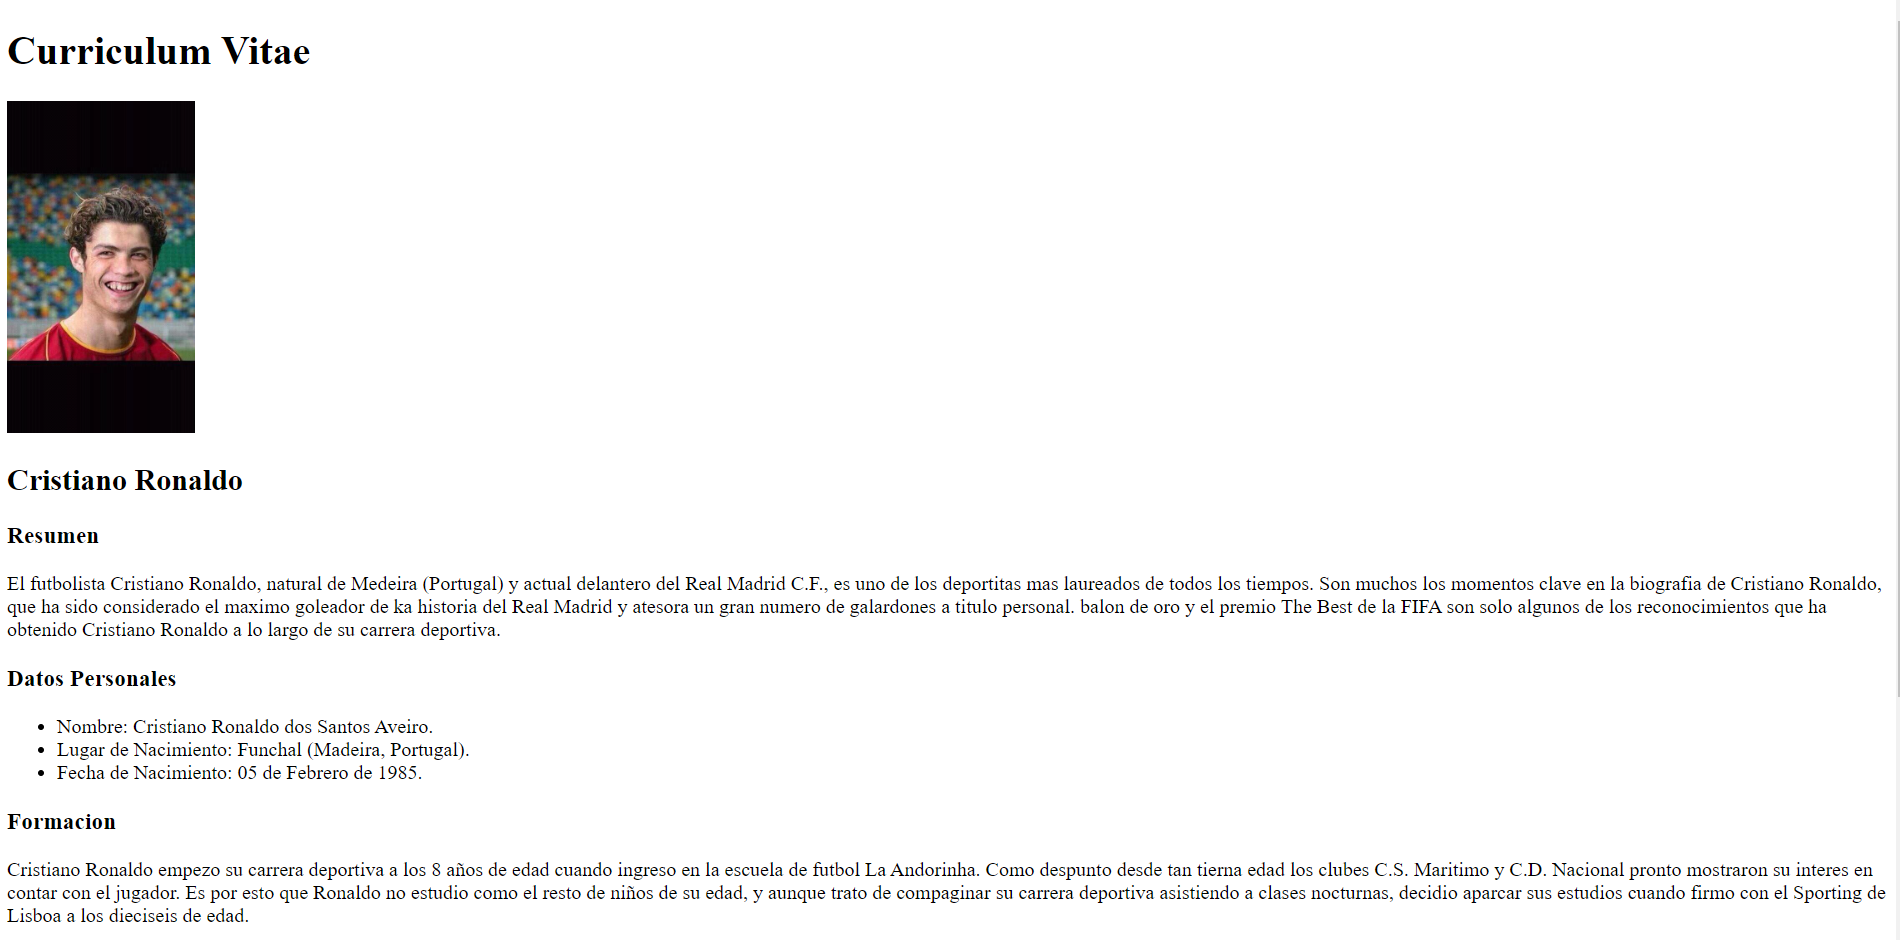 Curriculum Vitae
Cristiano Ronaldo
Resumen
El futbolista Cristiano Ronaldo, natural de Medeira (Portugal) y actual delantero del Real Madrid C.F., es uno de los deportitas mas laureados de todos los tiempos. Son muchos los momentos clave en la biografia de Cristiano Ronaldo,
que ha sido considerado el maximo goleador de ka historia del Real Madrid y atesora un gran numero de galardones a titulo personal. balon de oro y el premio The Best de la FIFA son solo algunos de los reconocimientos que ha
obtenido Cristiano Ronaldo a lo largo de su carrera deportiva.
Datos Personales
• Nombre: Cristiano Ronaldo dos Santos Aveiro.
• Lugar de Nacimiento: Funchal (Madeira, Portugal).
• Fecha de Nacimiento: 05 de Febrero de 1985.
Formacion
Cristiano Ronaldo empezo su carrera deportiva a los 8 años de edad cuando ingreso en la escuela de futbol La Andorinha. Como despunto desde tan tierna edad los clubes C.S. Maritimo y C.D. Nacional pronto mostraron su interes en
contar con el jugador. Es por esto que Ronaldo no estudio como el resto de niños de su edad, y aunque trato de compaginar su carrera deportiva asistiendo a clases nocturnas, decidio aparcar sus estudios cuando firmo con el Sporting de
Lisboa a los dieciseis de edad.